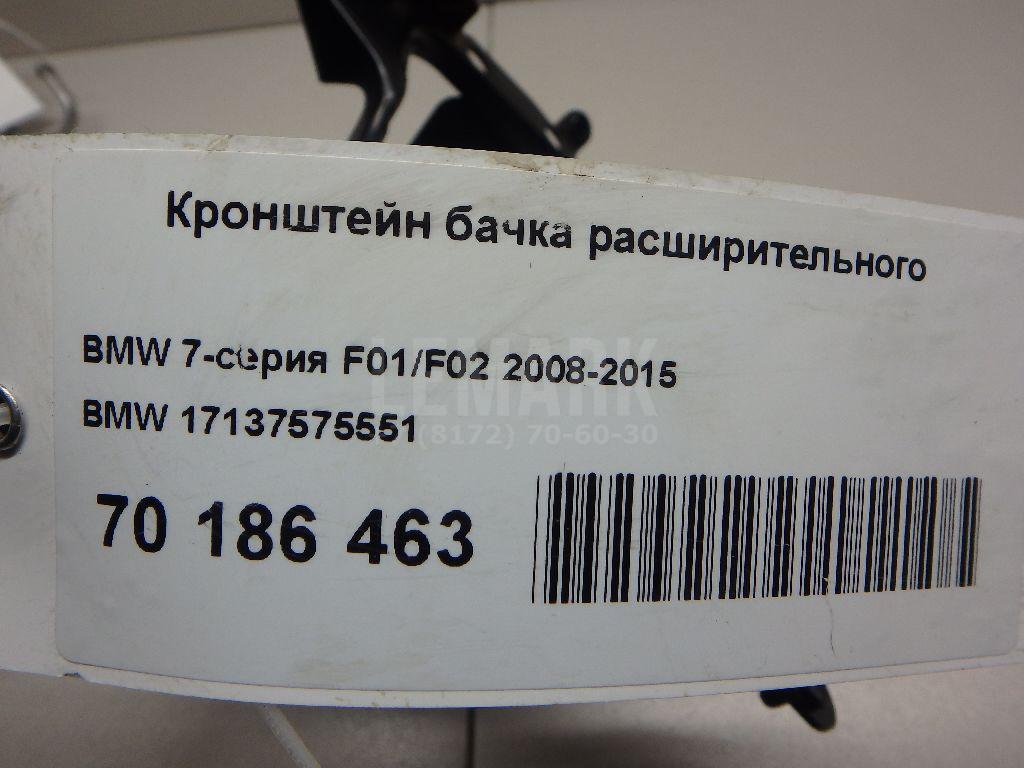 Кронштейн бачка расширительного
BMW 7-серия F01/F02 2008-2015
LEMARK
BMW 17137575551
(8172) 70-60-30
70 186 463